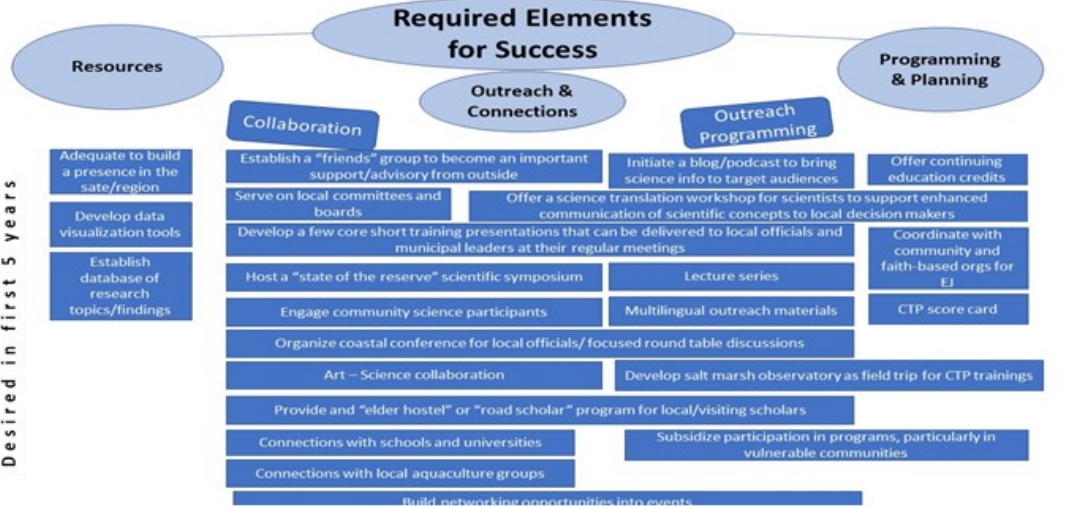 Required Elements
for Success
Resources
Programming
& Planning
Outreach &
Connections
Collaboration
Outreach
Programming
Desired in first 5 years
Adequate to build
a presence in the
sate/region
Establish a “friends” group to become an important
support/advisory from outside
Initiate a blog/podcast to bring
science info to target audiences
Offer continuing
education credits
Develop data
visualization tools
Serve on local committees and
boards
Offer a science translation workshop for scientists to support enhanced
communication of scientific concepts to local decision makers
Develop a few core short training presentations that can be delivered to local officials and
municipal leaders at their regular meetings
Coordinate with
community and
faith-based orgs for
EJ
Establish
database of
research
topics/findings
Host a “state of the reserve” scientific symposium
Lecture series
Engage community science participants
Multilingual outreach materials
CTP score card
Organize coastal conference for local officials/ focused round table discussions
Art – Science collaboration
Develop salt marsh observatory as field trip for CTP trainings
Provide and “elder hostel” or “road scholar” program for local/visiting scholars
Connections with schools and universities
Subsidize participation in programs, particularly in
vulnerable communities
Connections with local aquaculture groups
Build networking opportunities into events